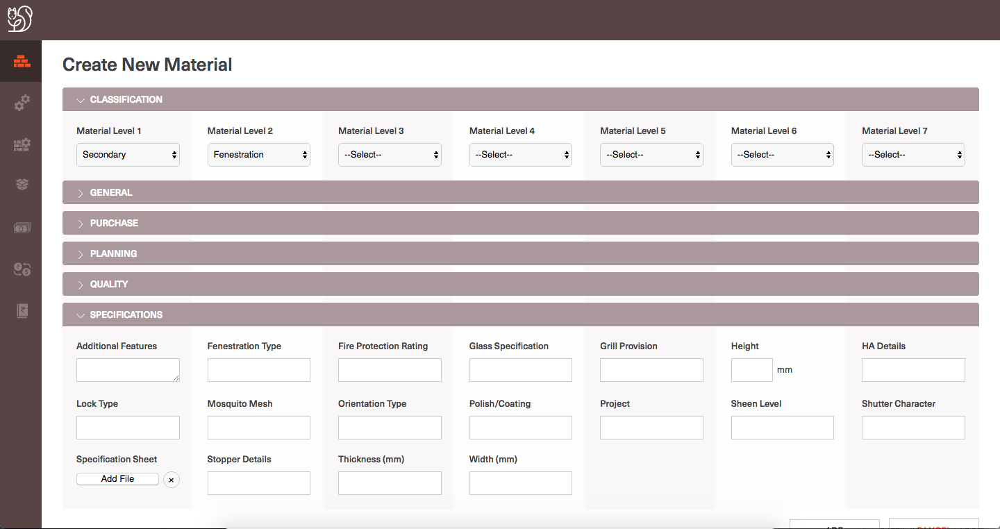 Create New Material
CLASSIFICATION
Material Level 1 Material Level 2 Material Level 3 Material Level 4 Material Level 5 Material Level 6 Material Level 7
Secondary Fenestration --Select-- --Select-- --Select-- --Select-- --Select--
GENERAL
PURCHASE
PLANNING
QUALITY
SPECIFICATIONS
Additional Features Fenestration Type Fire Protection Rating Glass Specification Grill Provision Height HA Details
mm
Lock Type Mosquito Mesh Orientation Type Polish/Coating Project Sheen Level Shutter Character
Specification Sheet Stopper Details Thickness (mm) Width (mm)
Add File ×
ADD CANCEL